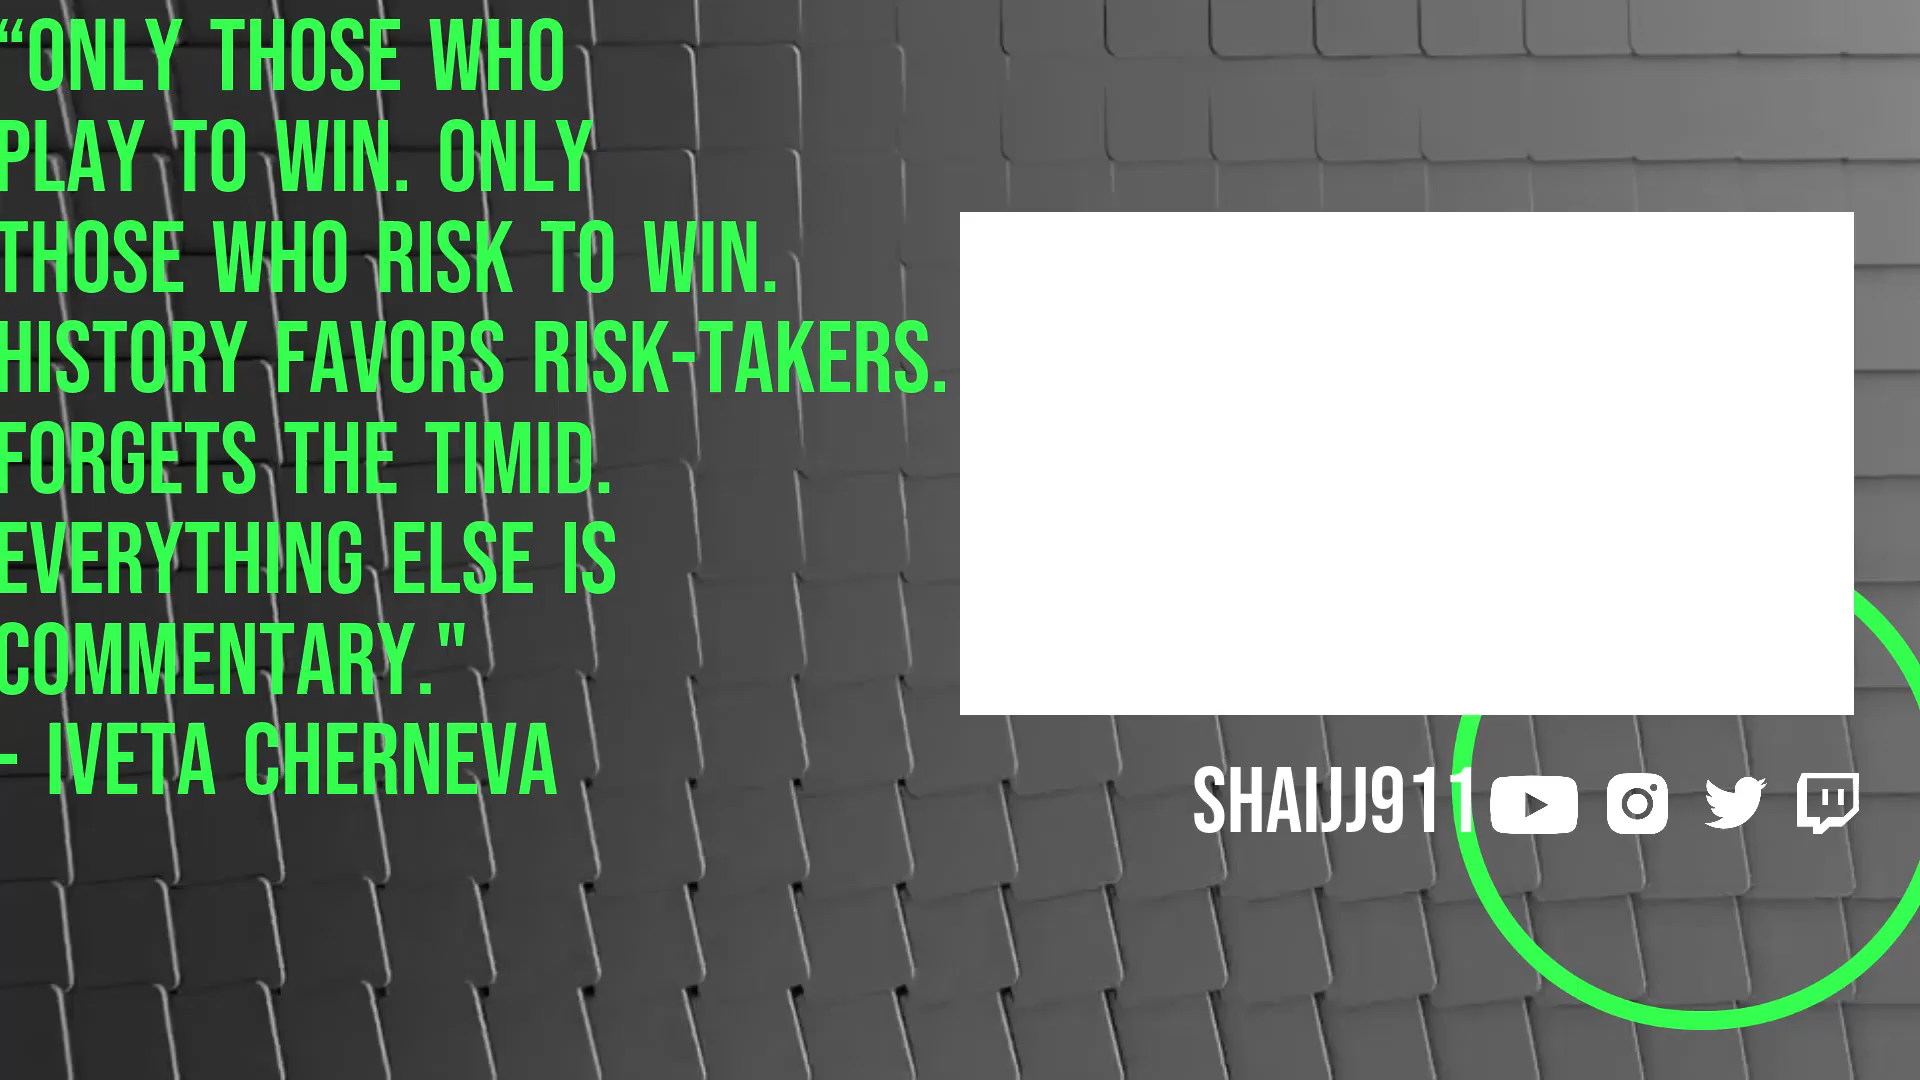 “ONLY THOSE WHO
PLAY TO WIN. ONLY
THOSE WHO RISK TO WIN.
HISTORY FAVORS RISK-TAKERS.
FORGETS THE TIMID.
EVERYTHING ELSE IS
COMMENTARY."
- IVETA CHERNEVA
SHAIJJ911